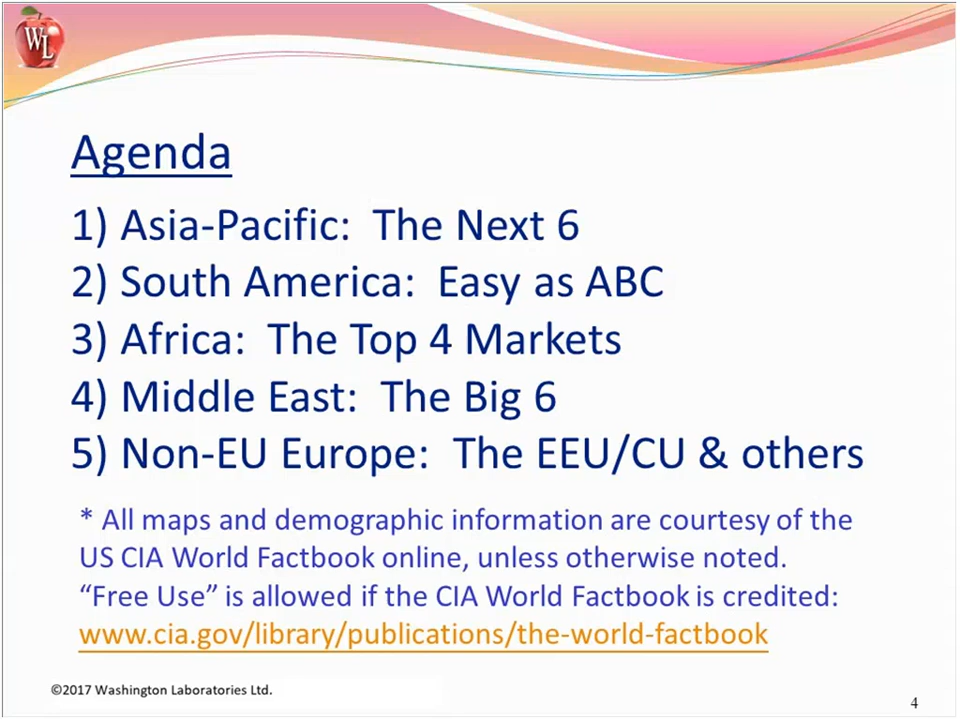 WL
Agenda
1) Asia-Pacific:  The Next 6
2) South America:  Easy as ABC
3) Africa:  The Top 4 Markets
4) Middle East:  The Big 6
5) Non-EU Europe:  The EEU/CU & others
* All maps and demographic information are courtesy of the
US CIA World Factbook online, unless otherwise noted.
“Free Use” is allowed if the CIA World Factbook is credited:
www.cia.gov/library/publications/the-world-factbook
©2017 Washington Laboratories Ltd.
4